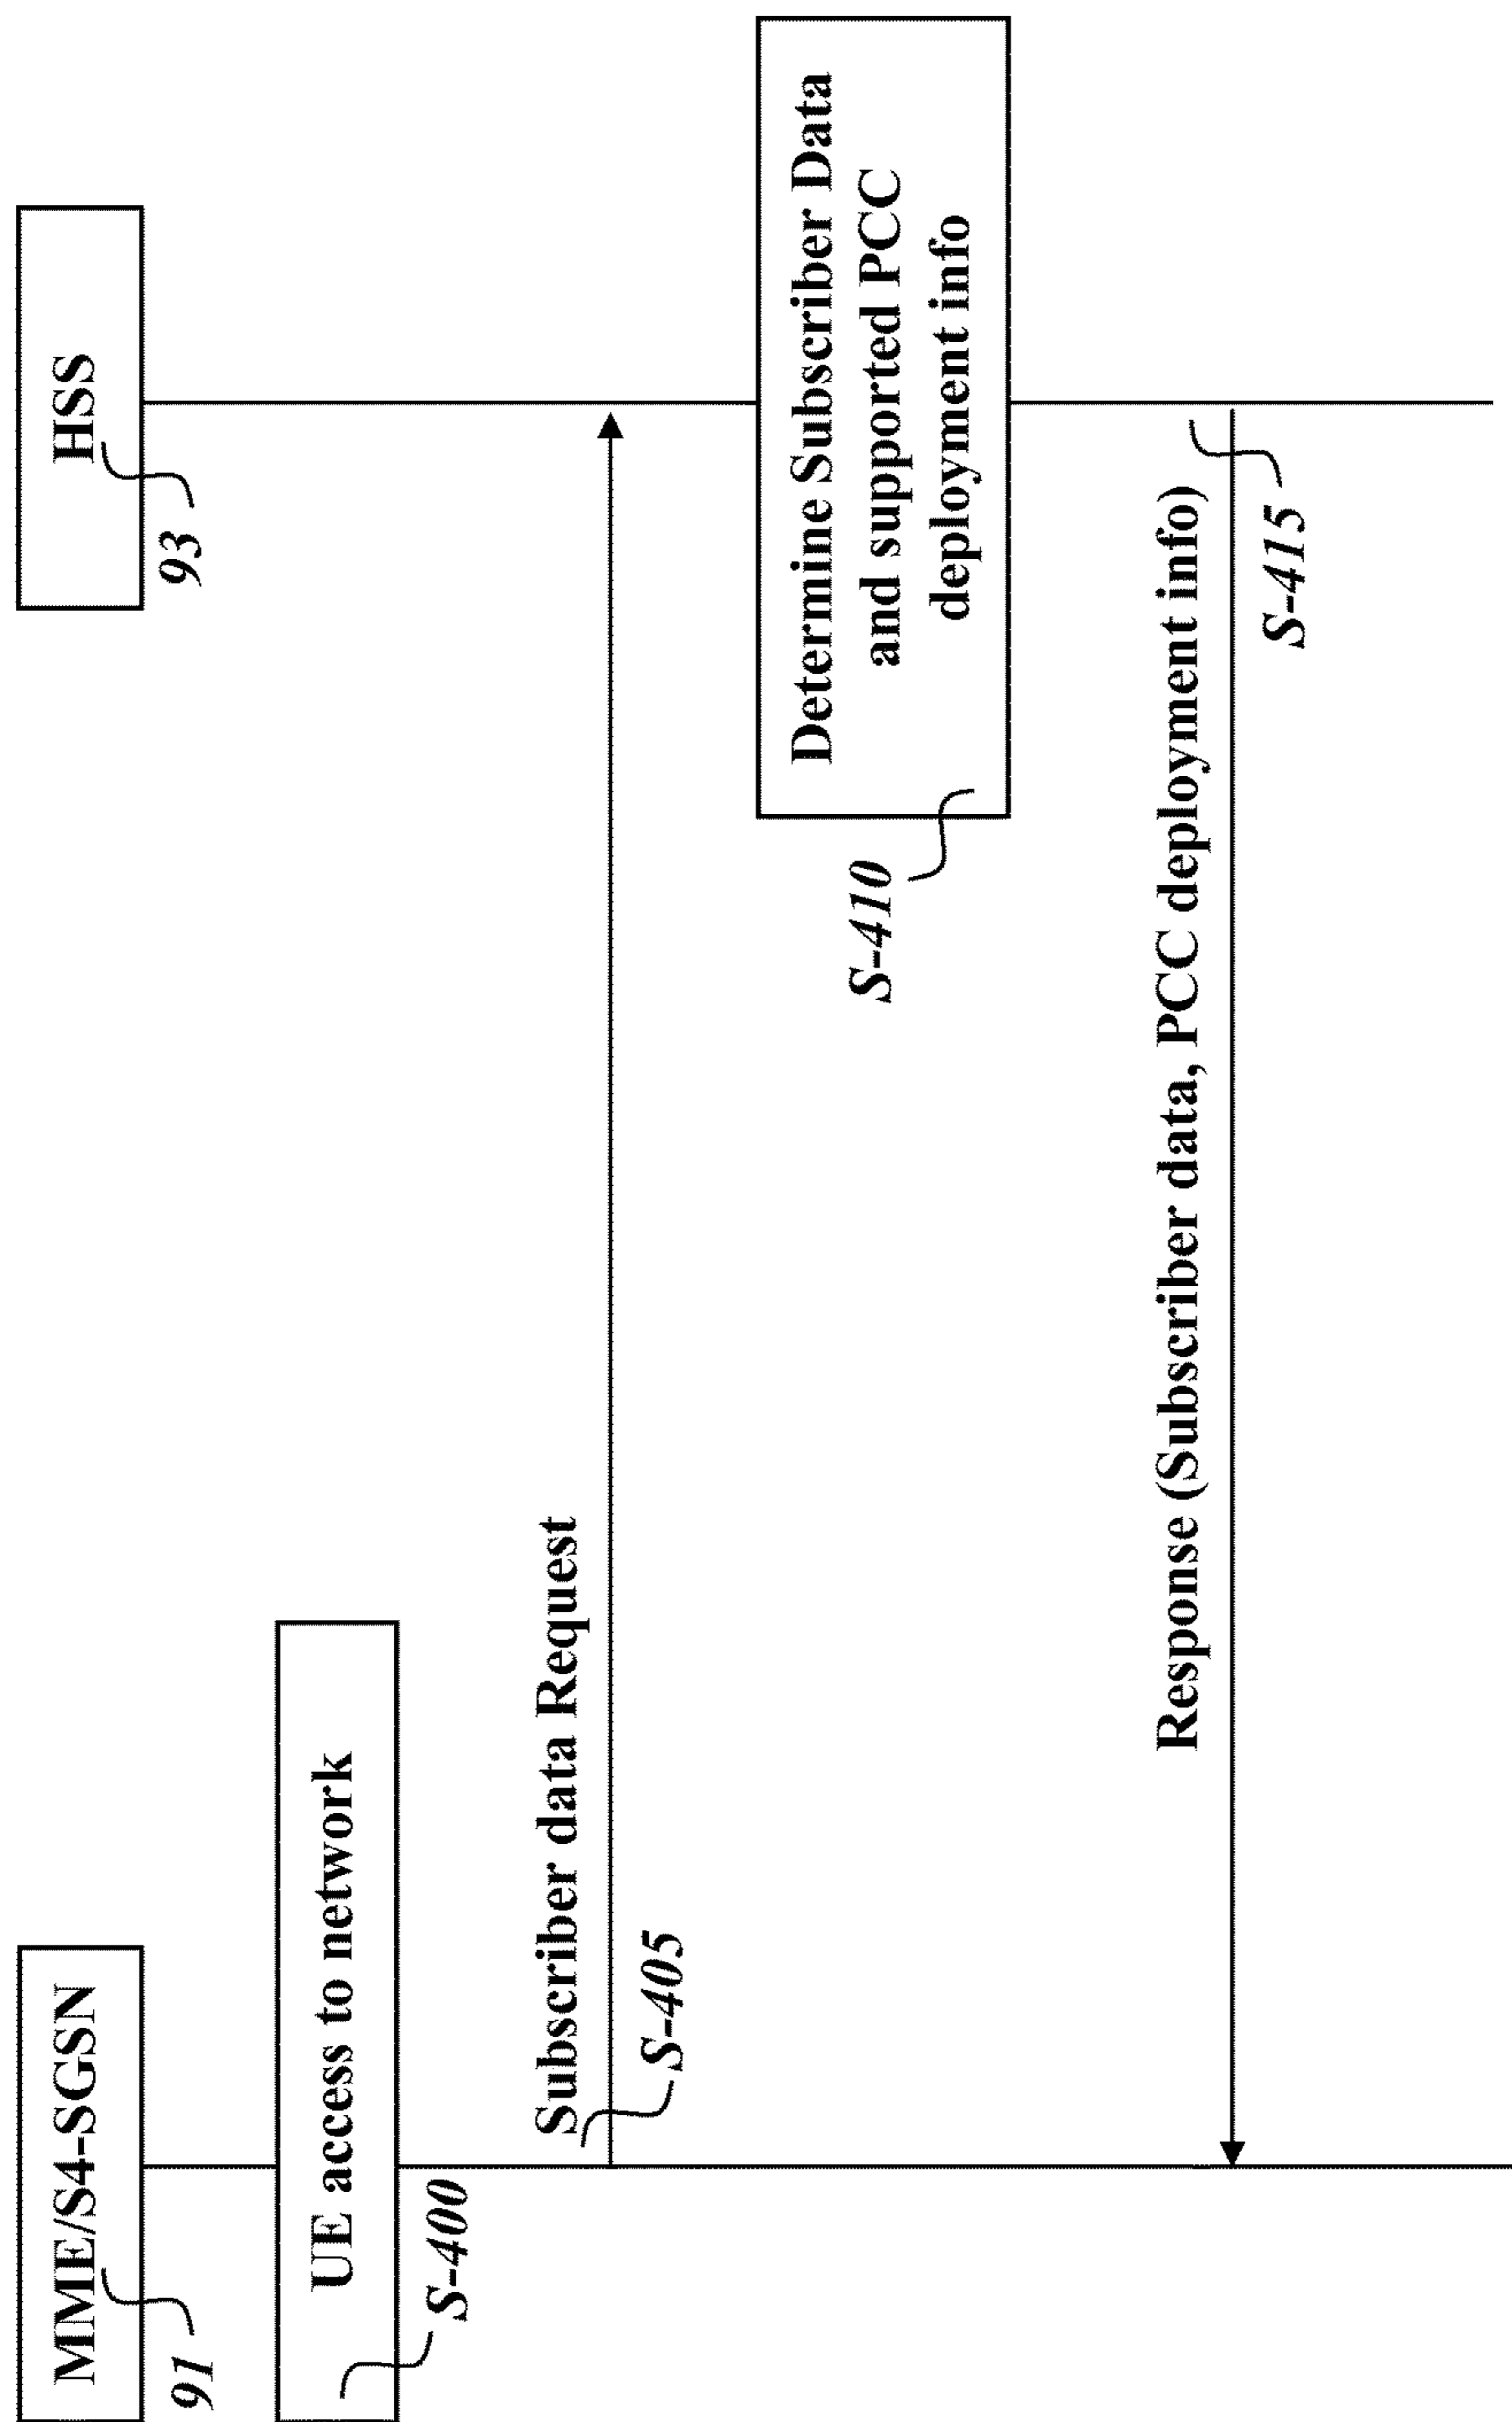 MME/S4-SGSN
91
HSS
93
UE access to network
S-400
Subscriber data Request
S-405
Determine Subscriber Data
and supported PCC
deployment info
S-410
Response (Subscriber data, PCC deployment info)
S-415